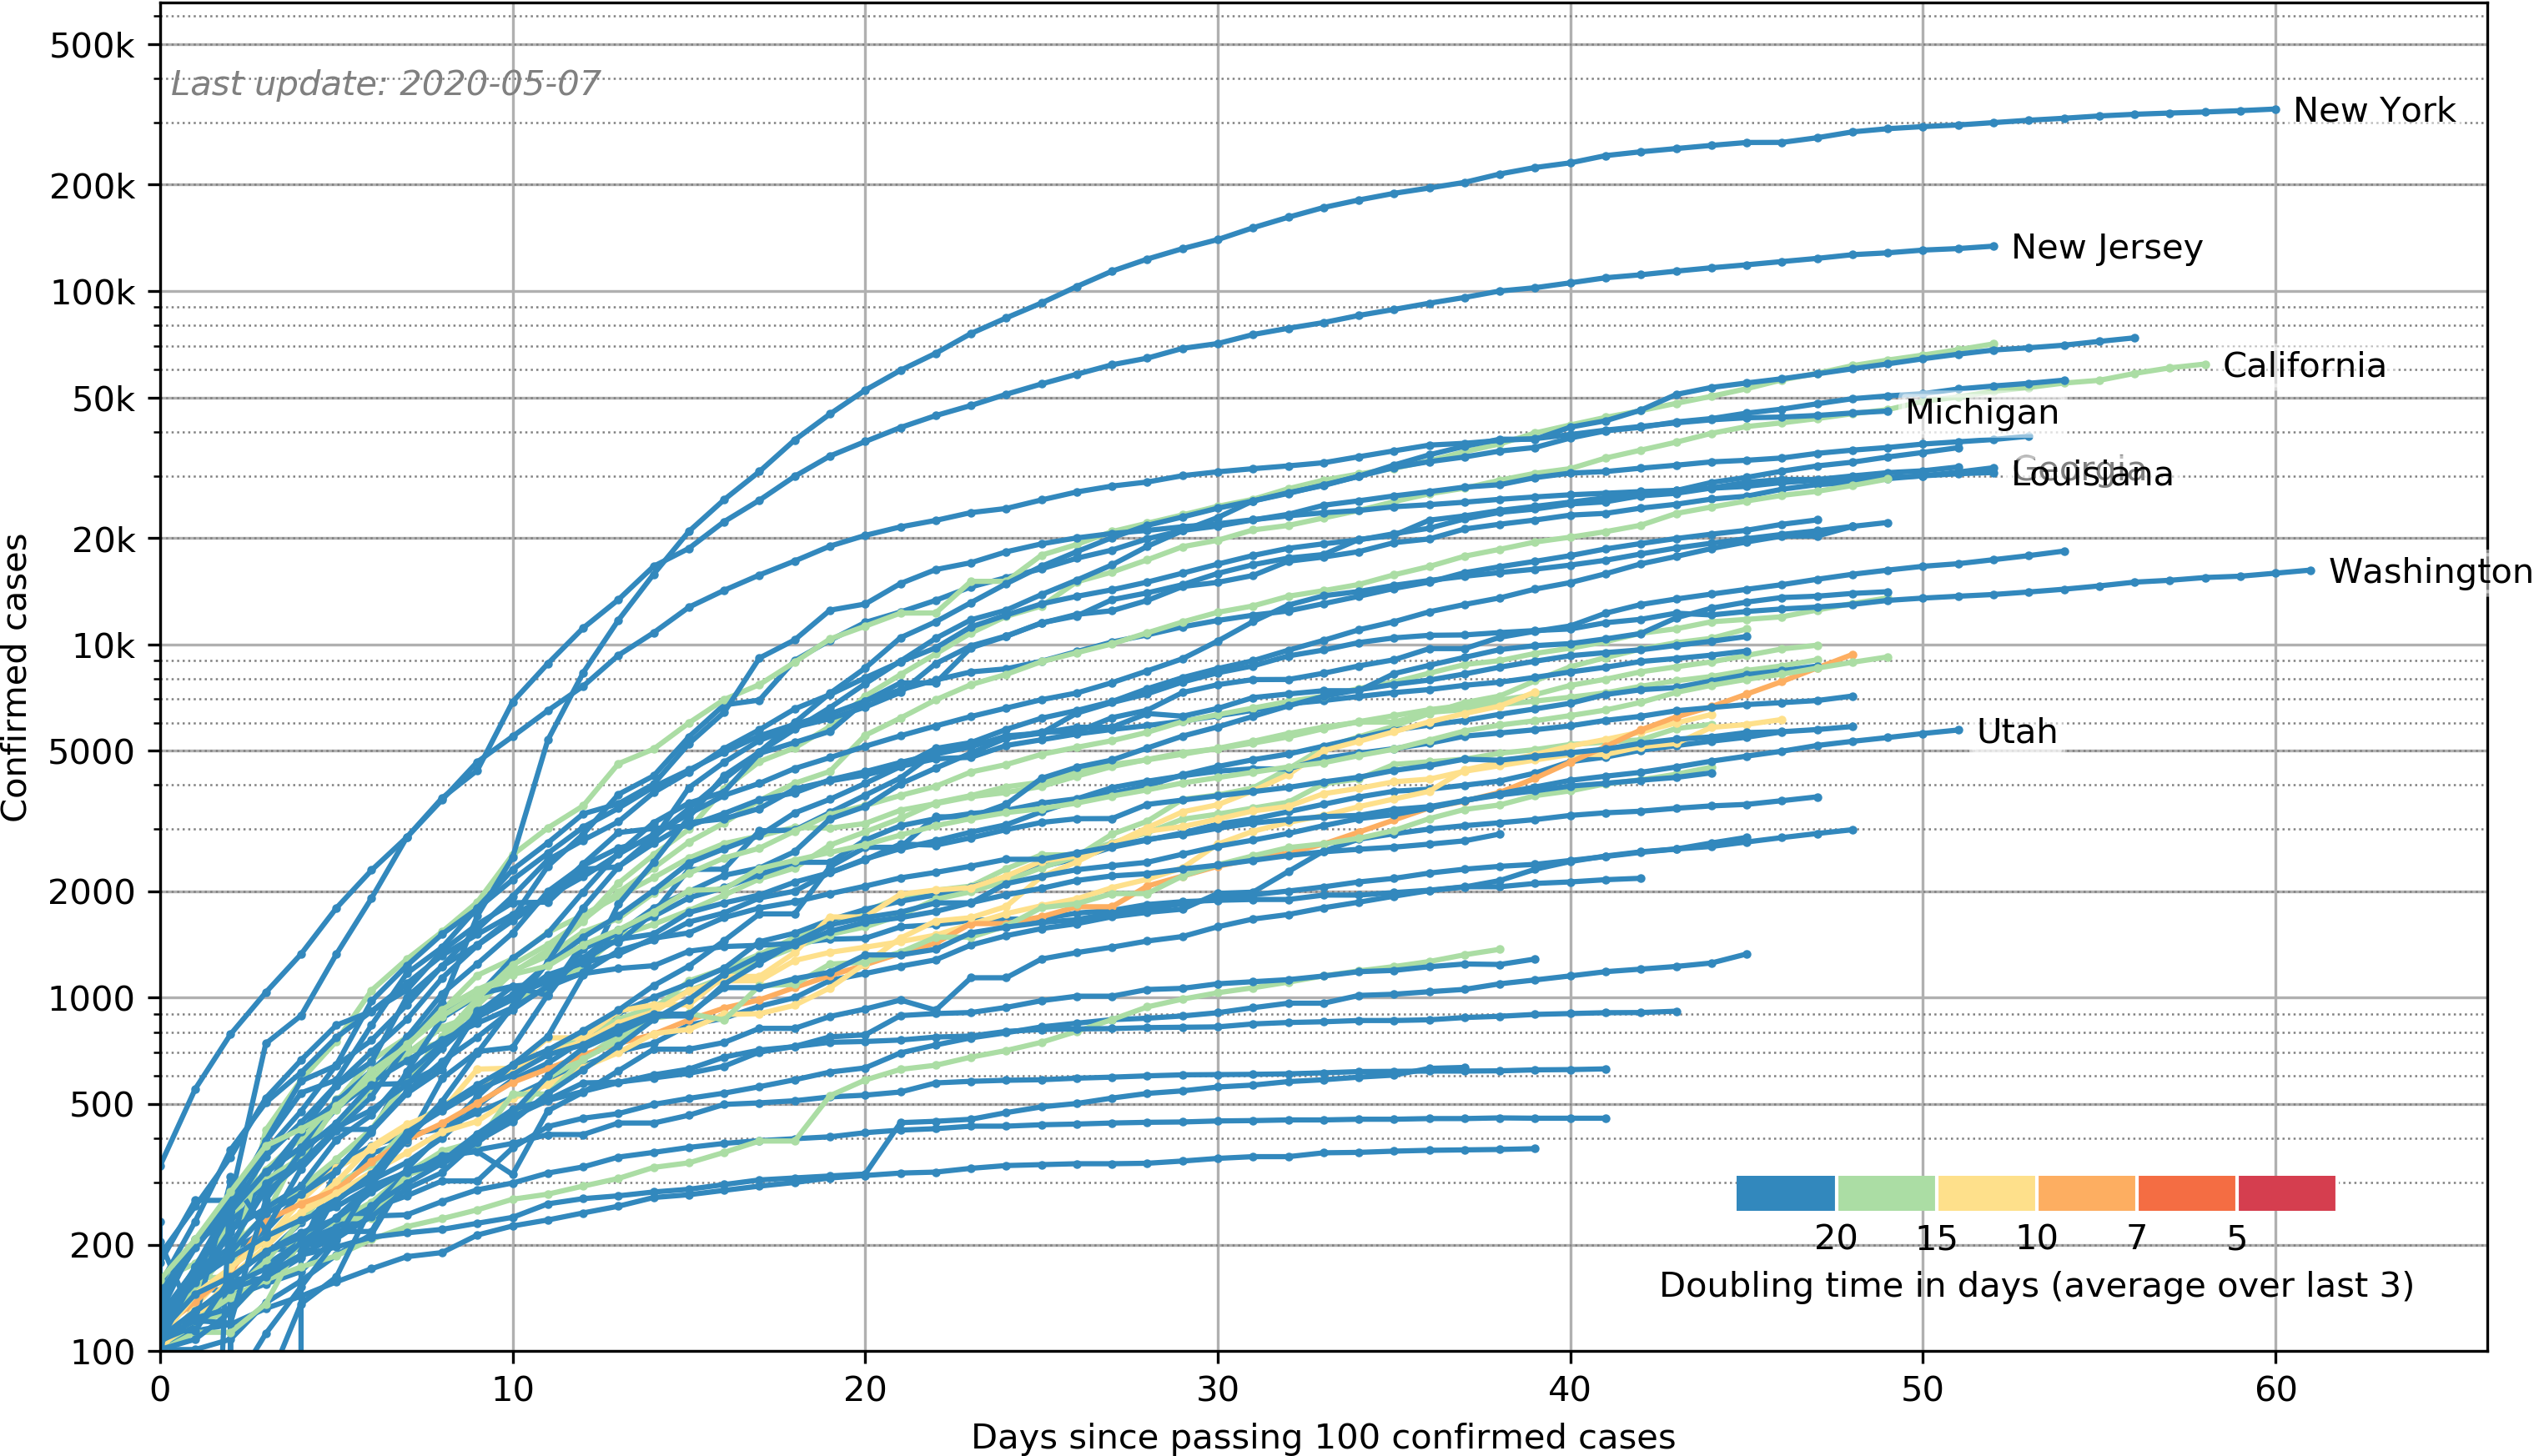 500k
Last update: 2020-05-07
New York
200k
New Jersey
100k
California
50k
Michigan
Georgia
Louisiana
20k
Washington
10k
Confirmed cases
5000
Utah
2000
1000
500
200
20 15 10 7 5
Doubling time in days (average over last 3)
100
0 10 20 30 40 50 60
Days since passing 100 confirmed cases